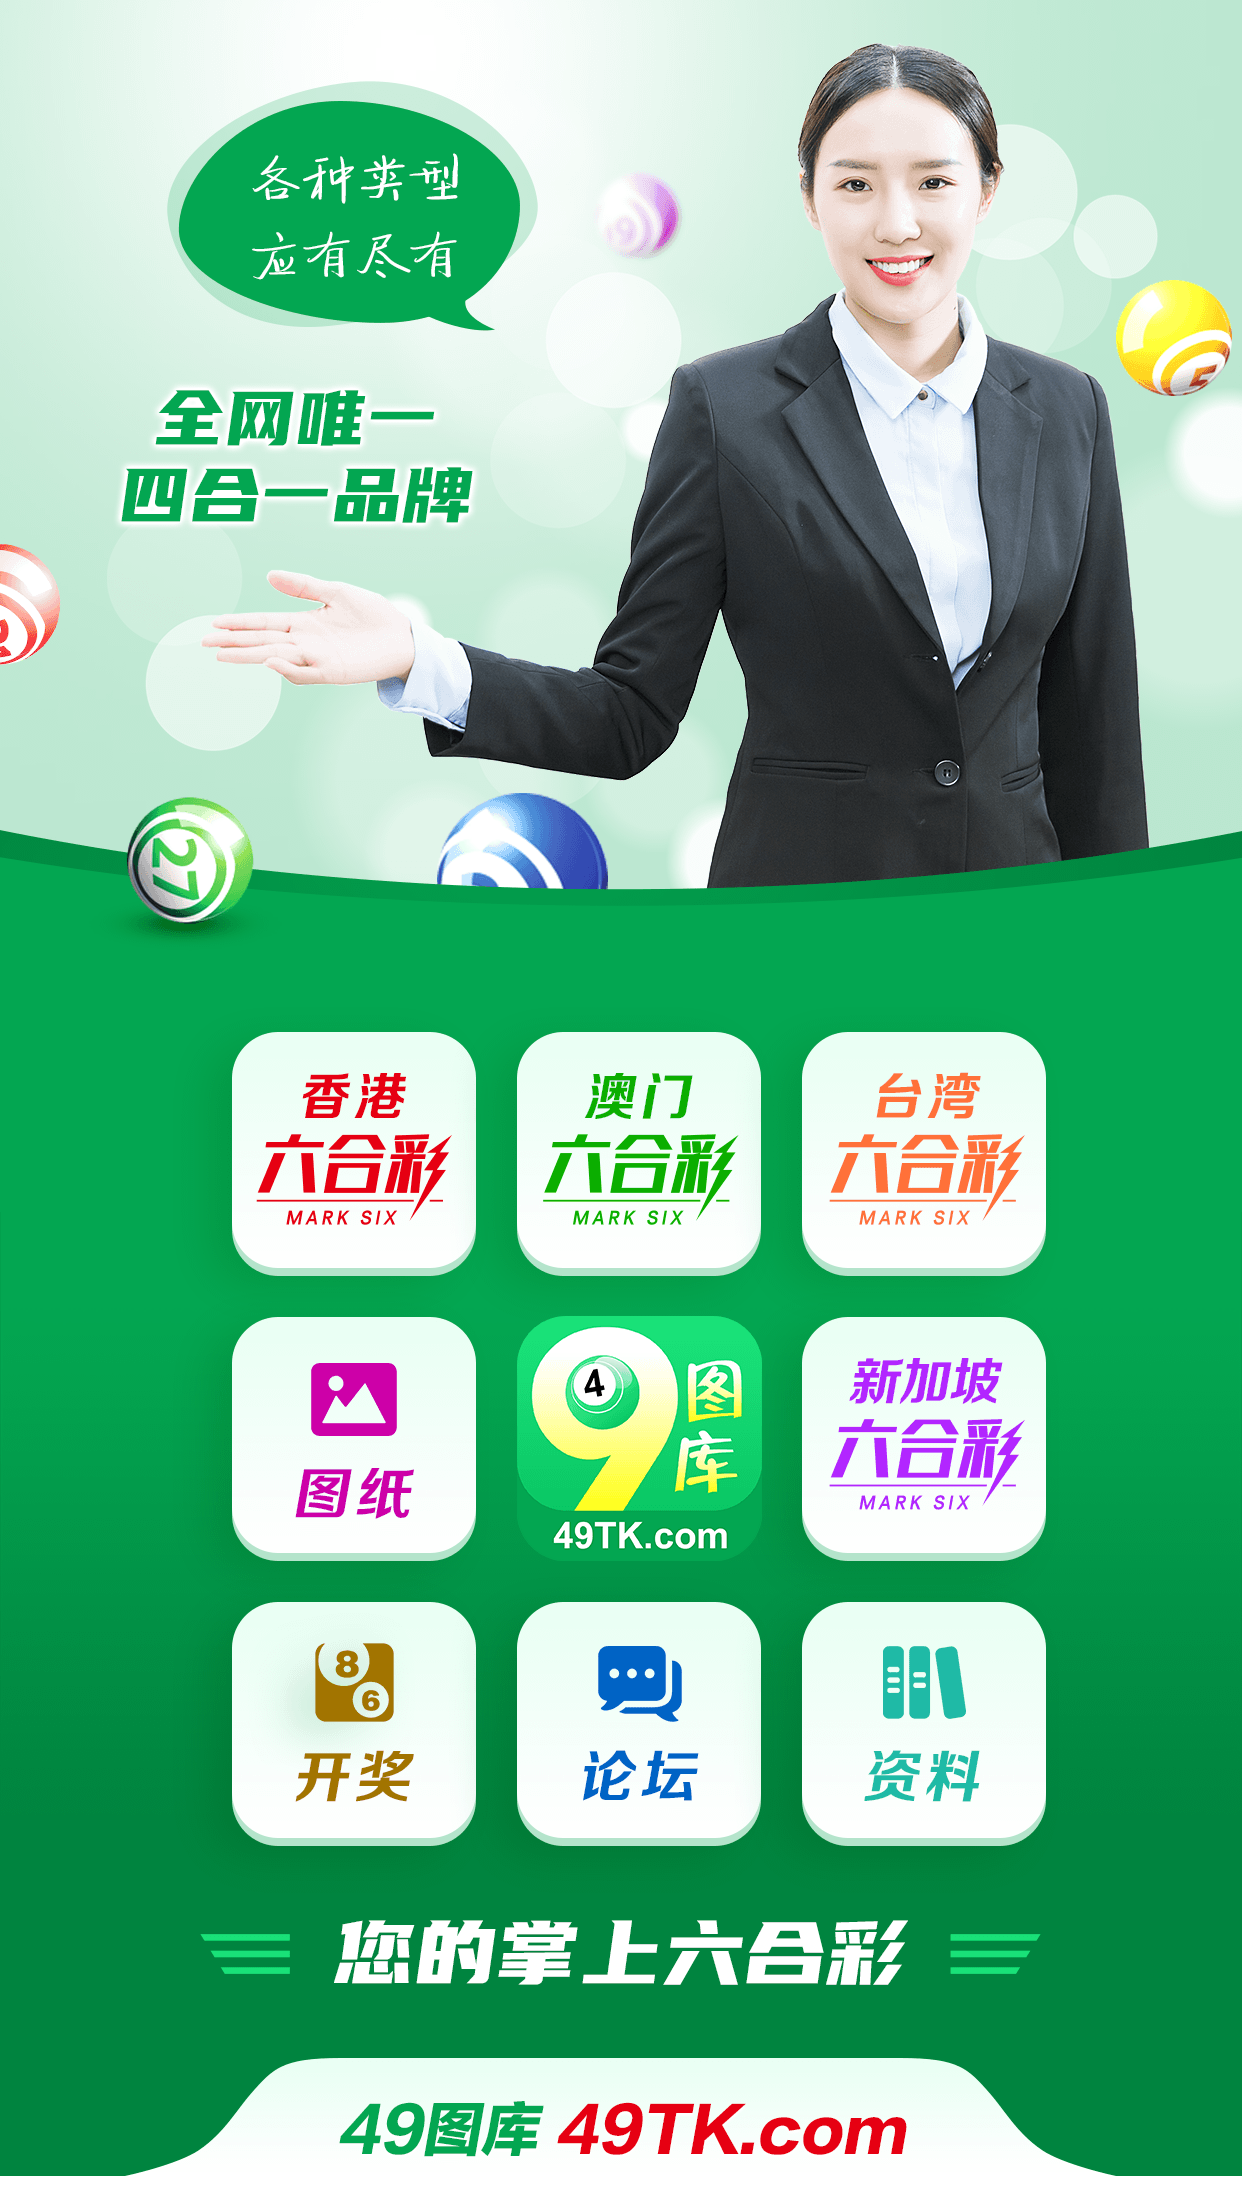 各种类型
应有尽有
9
全网唯一
四合一品牌
27
香港
六合彩
MARK SIX
澳门
六合彩
MARK SIX
台湾
六合彩
MARK SIX
图纸
4
9图
库
49TK.com
新加坡
六合彩
MARK SIX
8
6
开奖
论坛
资料
您的掌上六合彩
49图库 49TK.com